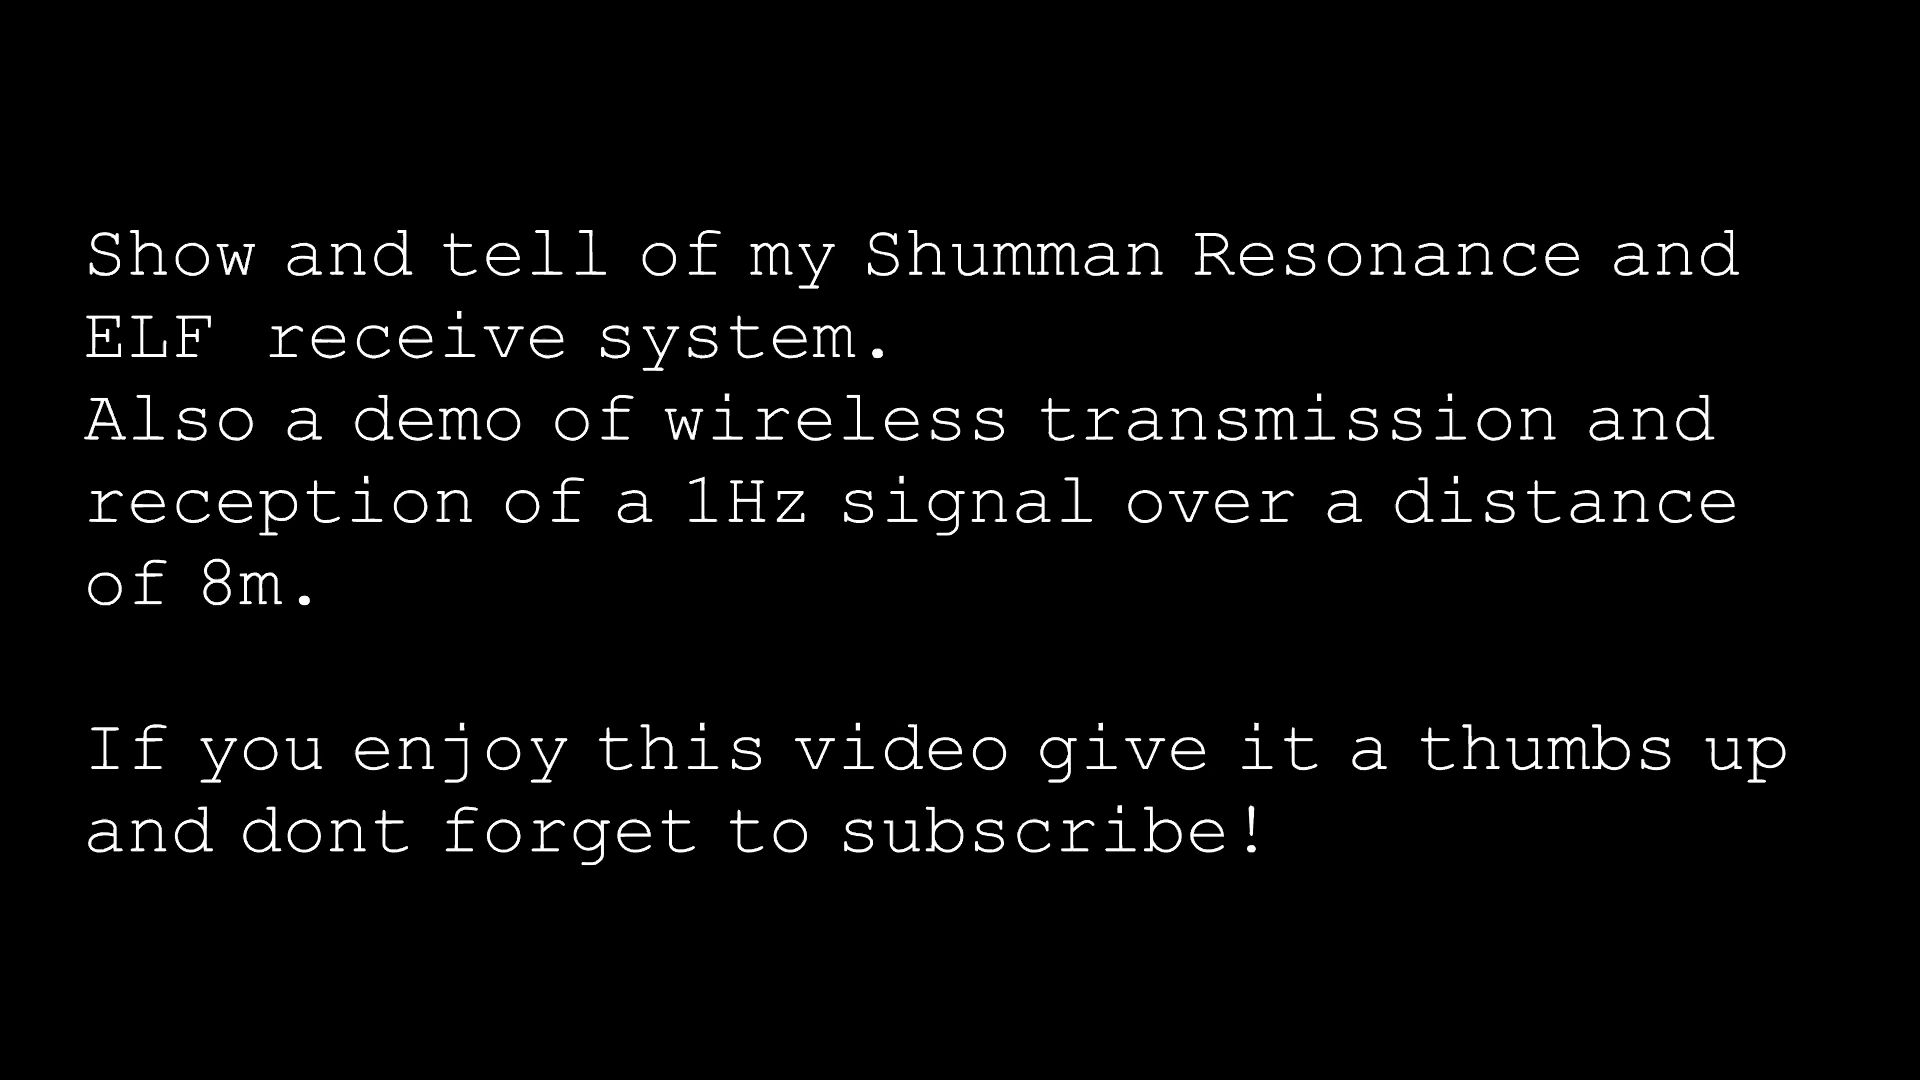 Show and tell of my Shumman Resonance and
ELF  receive system.
Also a demo of wireless transmission and
reception of a 1Hz signal over a distance
of 8m.

If you enjoy this video give it a thumbs up
and dont forget to subscribe!